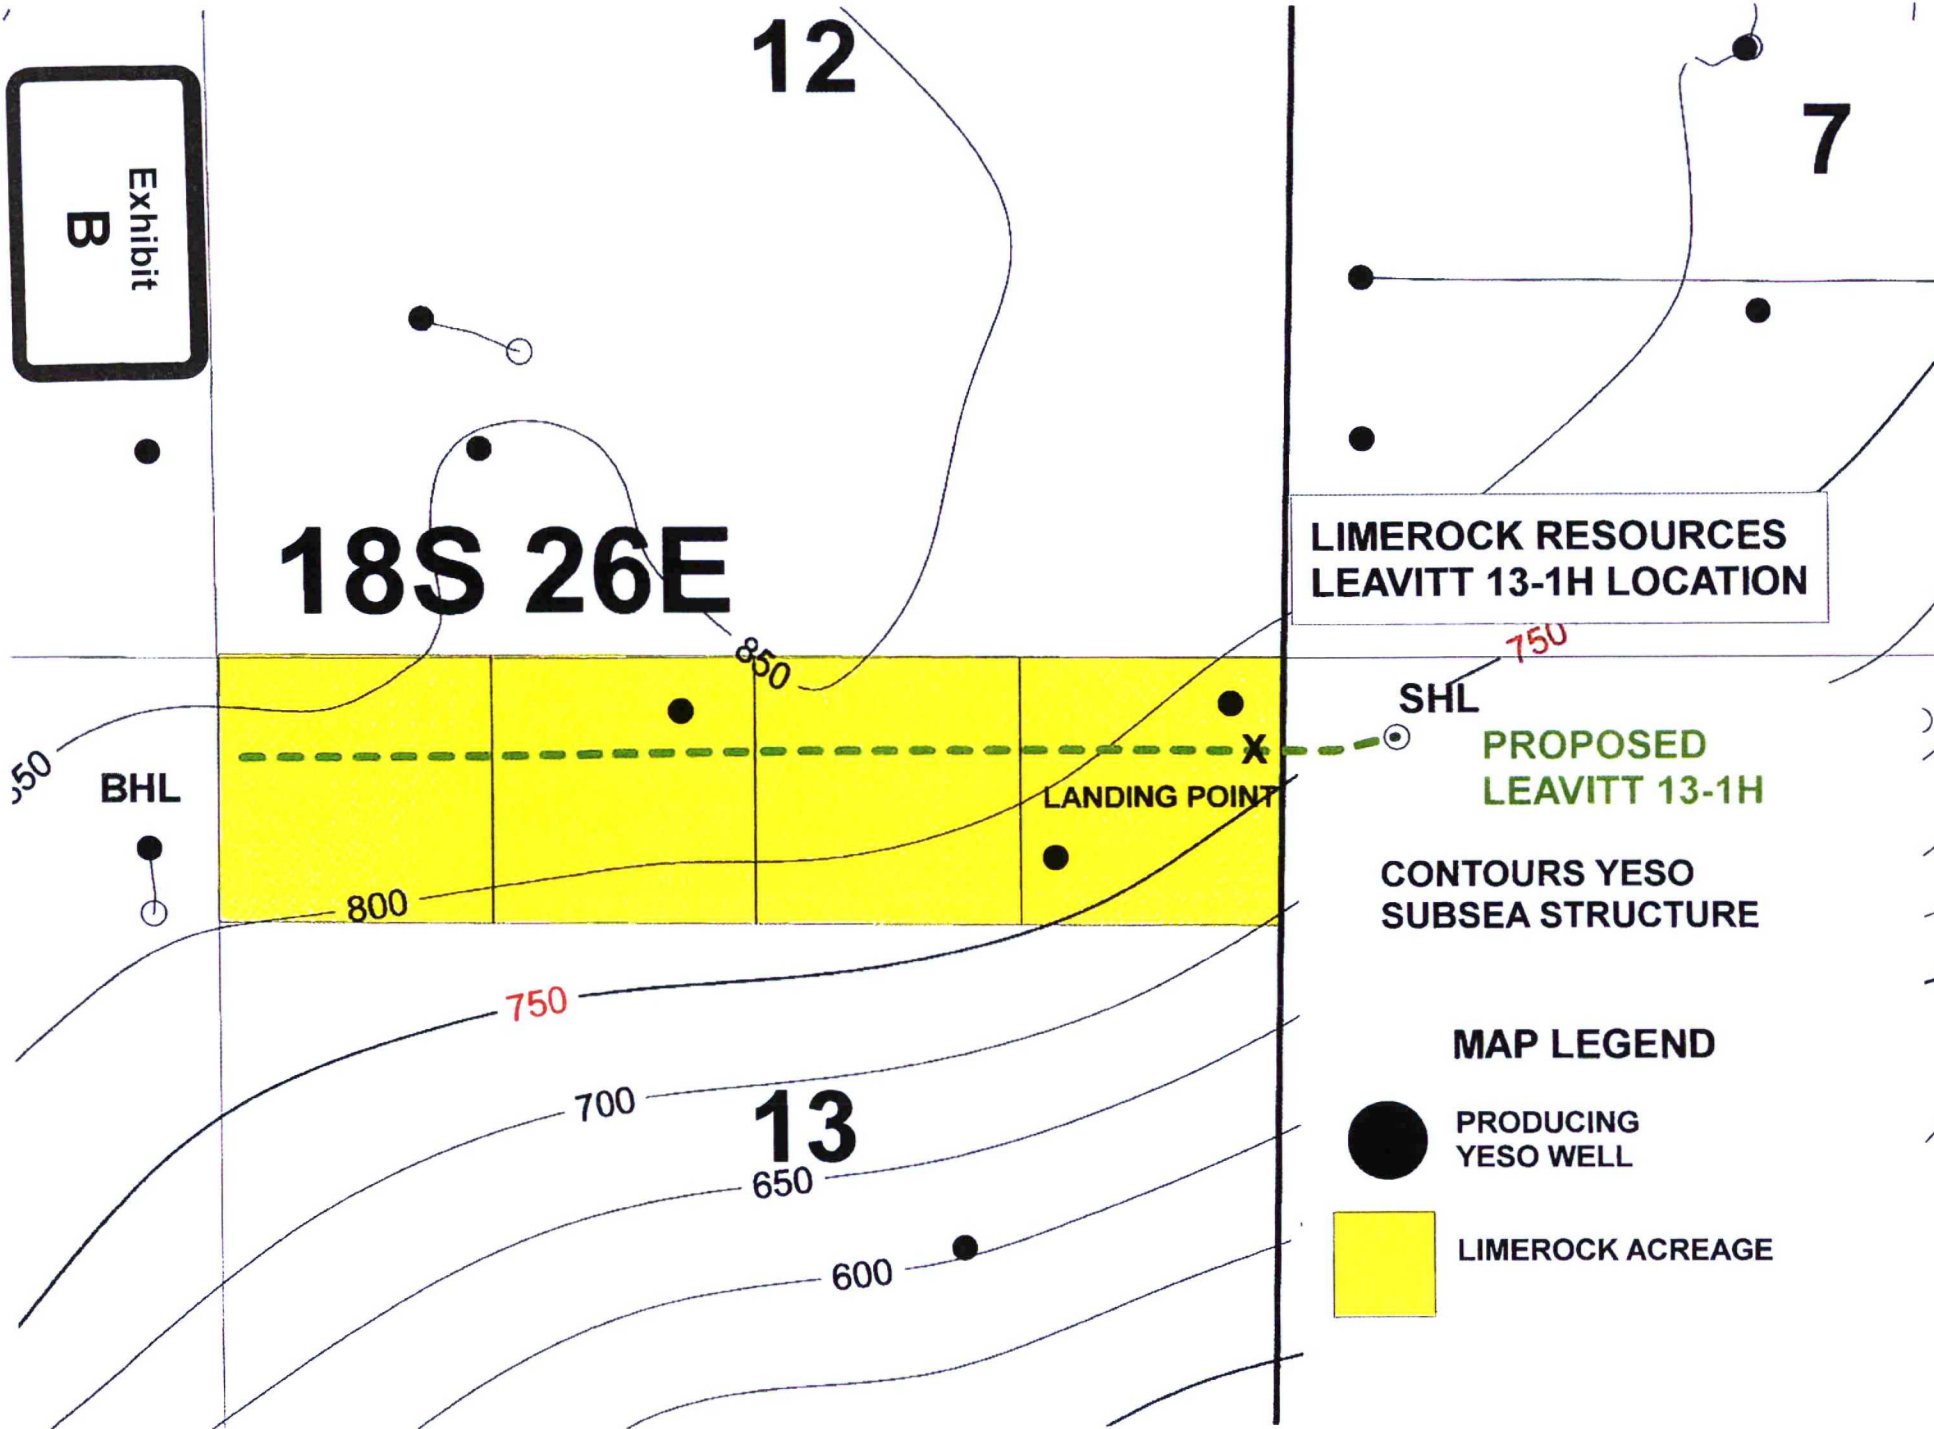 12
7
Exhibit
B
18S 26E
LIMEROCK RESOURCES
LEAVITT 13-1H LOCATION
850
750
SHL
PROPOSED
LEAVITT 13-1H
X
BHL
LANDING POINT
CONTOURS YESO
SUBSEA STRUCTURE
800
750
MAP LEGEND
700
13
PRODUCING
YESO WELL
650
LIMEROCK ACREAGE
600